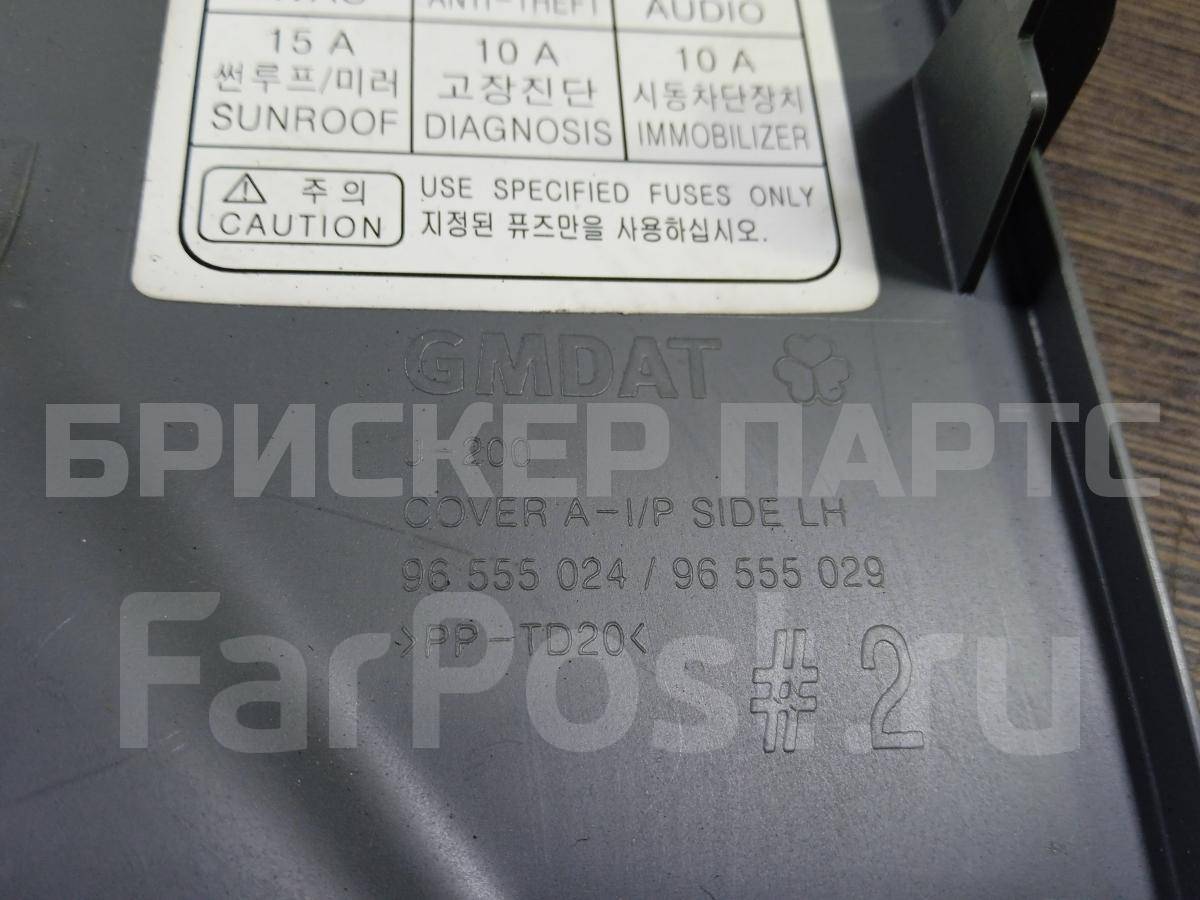 ANTI-THEFT
AUDIO
15 A
썬루프/미러
SUNROOF
10 A
고장진단
DIAGNOSIS
10 A
시동차단장치
IMMOBILIZER
주의
CAUTION
USE SPECIFIED FUSES ONLY
지정된 퓨즈만을 사용하십시오.
GMDAT
БРИСКЕР ПАРТС
J-200
COVER A-I/P SIDE LH
96 555 024 / 96 555 029
>PP-TD20<
FarPost.ru
# 2